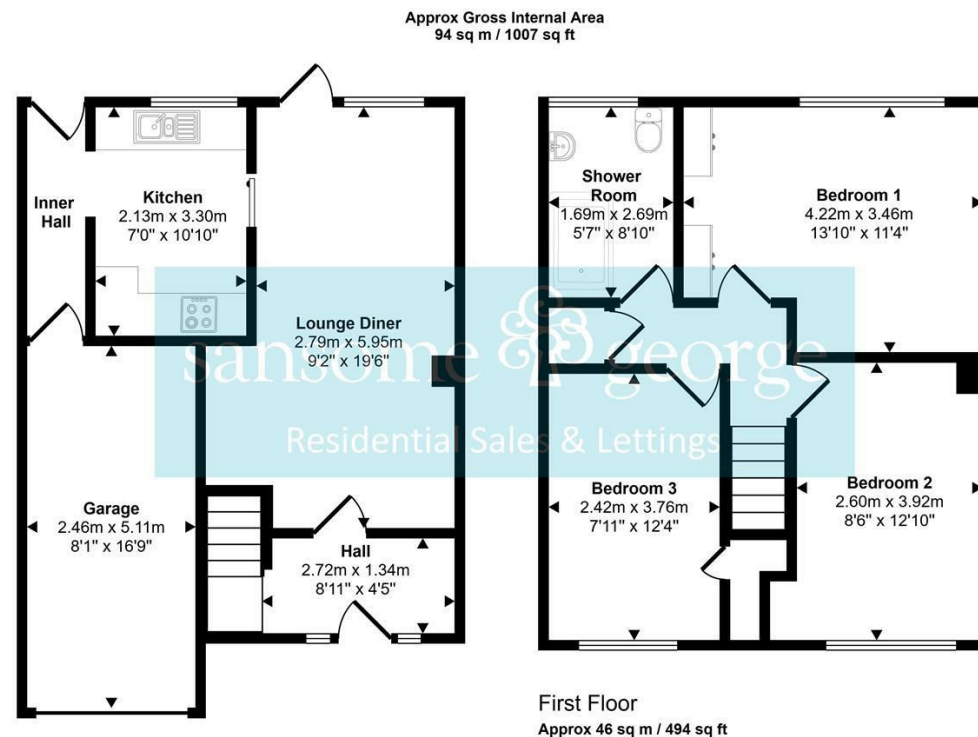 Approx Gross Internal Area
94 sq m / 1007 sq ft
Inner
Hall
Kitchen
2.13m x 3.30m
7'0" x 10'10"
Lounge Diner
2.79m x 5.95m
9'2" x 19'6"
Garage
2.46m x 5.11m
8'1" x 16'9"
Hall
2.72m x 1.34m
8'11" x 4'5"
Shower
Room
1.69m x 2.69m
5'7" x 8'10"
Bedroom 1
4.22m x 3.46m
13'10" x 11'4"
Bedroom 3
2.42m x 3.76m
7'11" x 12'4"
Bedroom 2
2.60m x 3.92m
8'6" x 12'10"
sansome george
Residential Sales & Lettings
First Floor
Approx 46 sq m / 494 sq ft